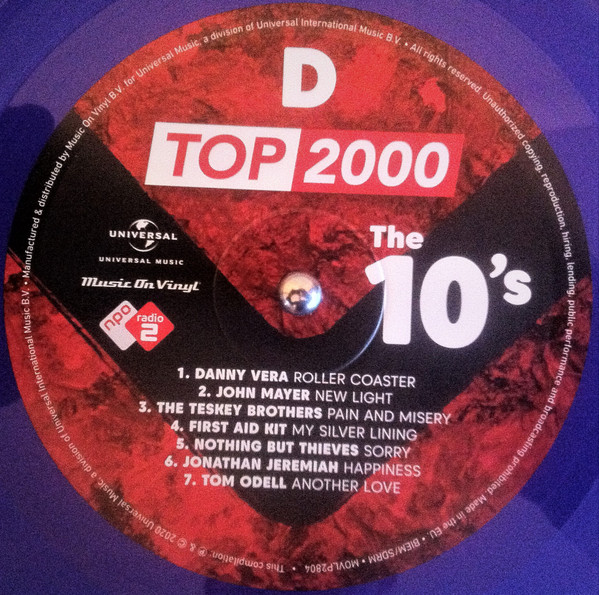 D
TOP 2000
The
10's
UNIVERSAL
UNIVERSAL MUSIC
Music On Vinyl
npo radio 2
1. DANNY VERA ROLLER COASTER
2. JOHN MAYER NEW LIGHT
3. THE TESKEY BROTHERS PAIN AND MISERY
4. FIRST AID KIT MY SILVER LINING
5. NOTHING BUT THIEVES SORRY
6. JONATHAN JEREMIAH HAPPINESS
7. TOM ODELL ANOTHER LOVE
This compilation: ℗ & © 2020 Universal Music, a division of Universal International Music B.V. • Manufactured & distributed by Music On Vinyl B.V. for Universal Music, a division of Universal International Music B.V. • All rights reserved. Unauthorized copying, reproduction, hiring, lending, public performance and broadcasting prohibited. Made in the EU. • BIEM/SDRM • MOVLP2804 •